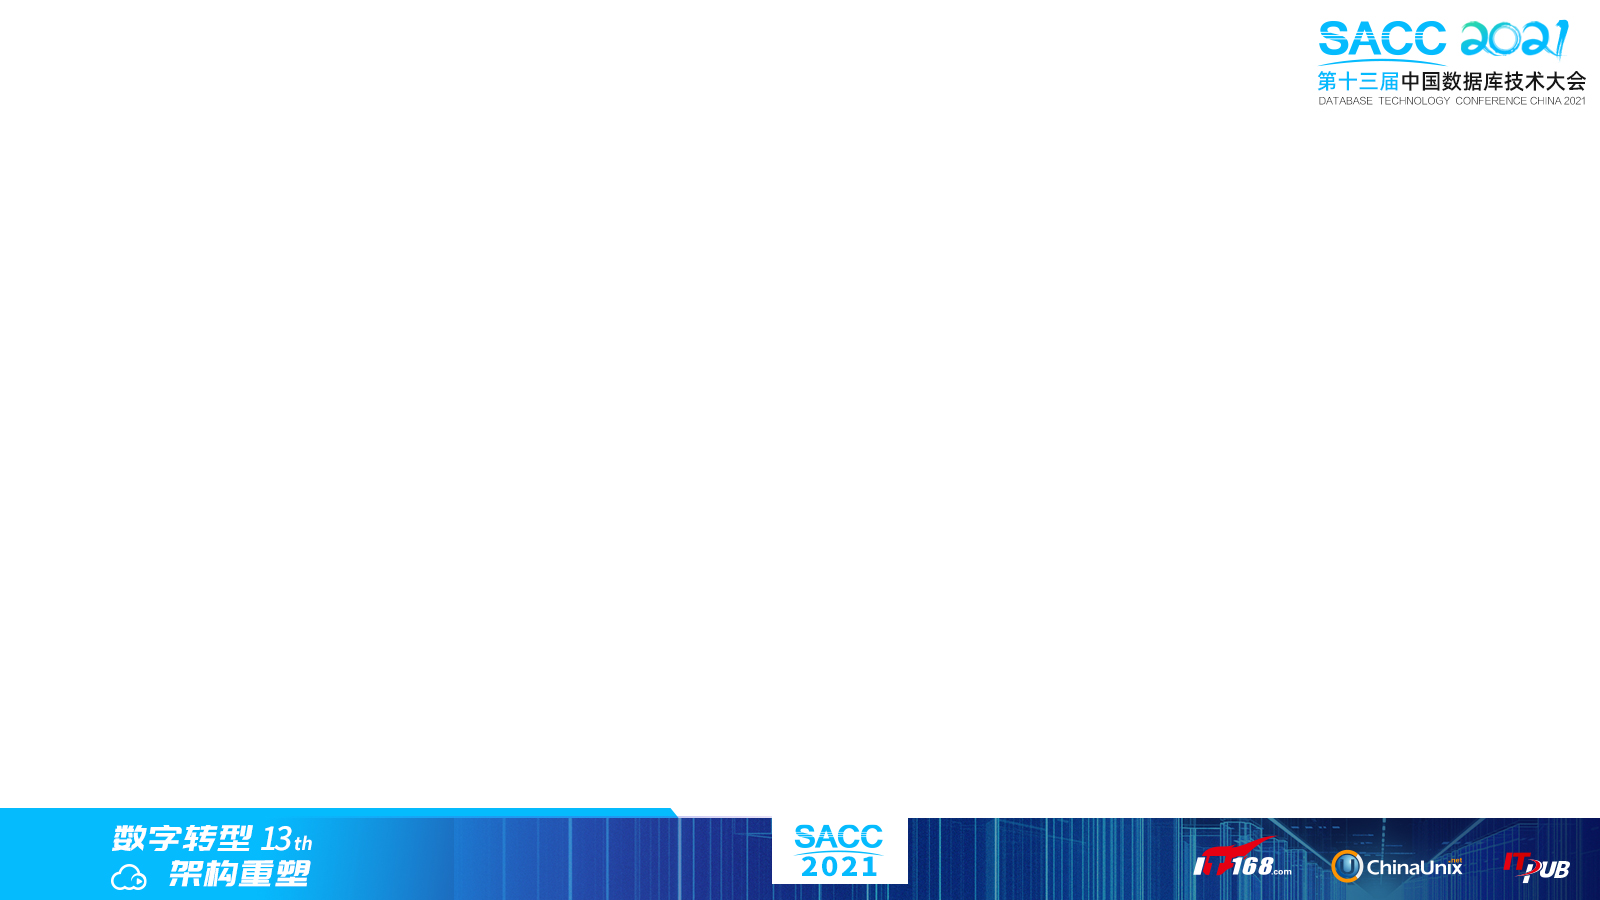 SACC 2021
第十三届中国数据库技术大会
DATABASE TECHNOLOGY CONFERENCE CHINA 2021
数字转型 13th
架构重塑
SACC
2021
IT168.com
ChinaUnix.net
ITPUB